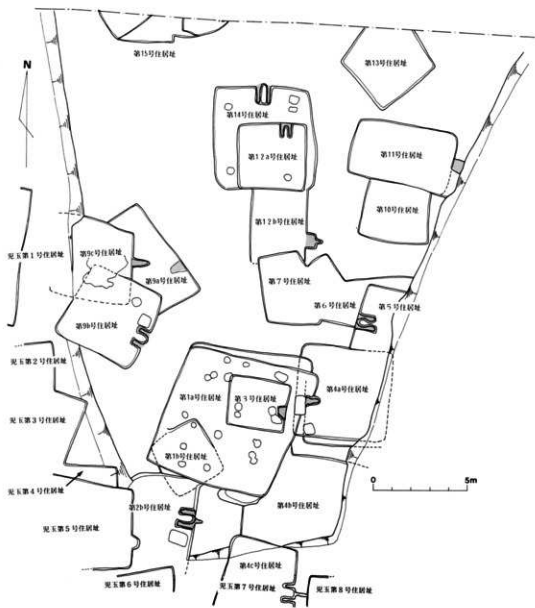 第15号住居址
第13号住居址
N
第14号住居址
第12a号住居址
第11号住居址
第10号住居址
第12b号住居址
児玉第1号住居址
第9c号住居址
第9a号住居址
第7号住居址
第6号住居址
第5号住居址
第9b号住居址
児玉第2号住居址
第1a号住居址
第3号住居址
第4a号住居址
児玉第3号住居址
第1b号住居址
児玉第4号住居址
0
5m
第2b号住居址
第4b号住居址
児玉第5号住居址
第4c号住居址
児玉第6号住居址
児玉第7号住居址
児玉第8号住居址